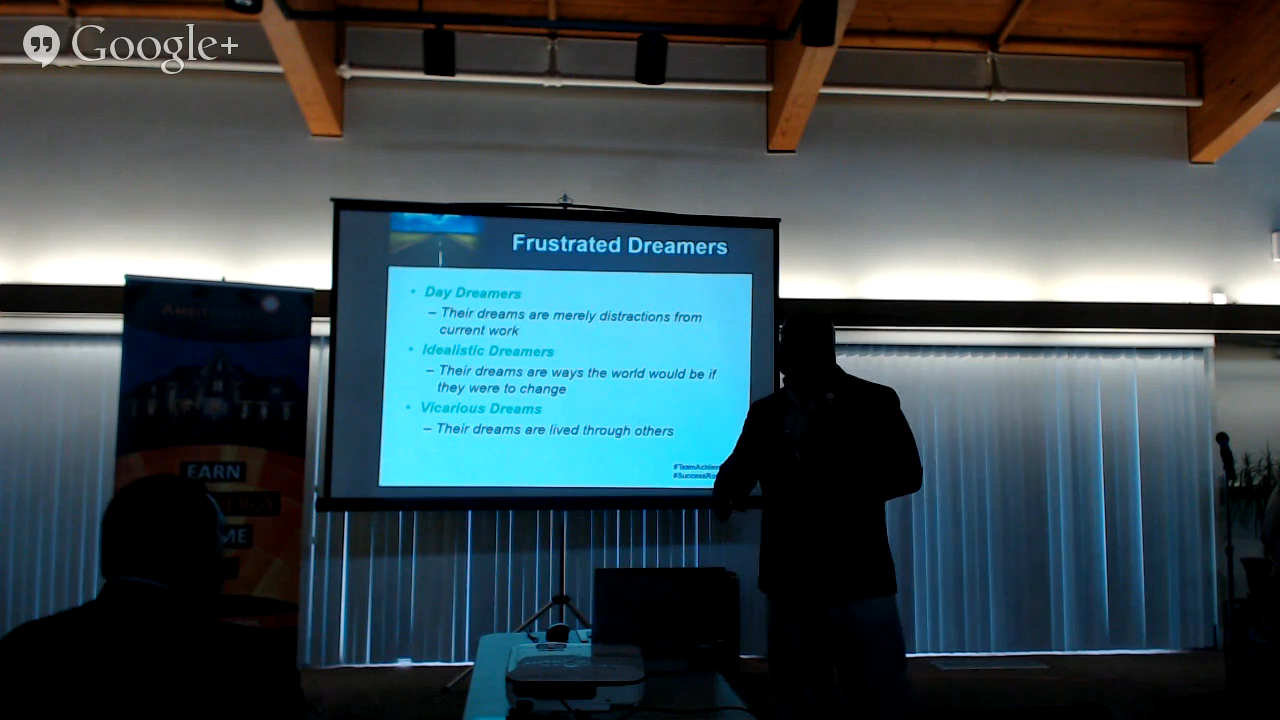 Google+
Frustrated Dreamers
• Day Dreamers
– Their dreams are merely distractions from
current work
• Idealistic Dreamers
– Their dreams are ways the world would be if
they were to change
• Vicarious Dreams
– Their dreams are lived through others
EARN